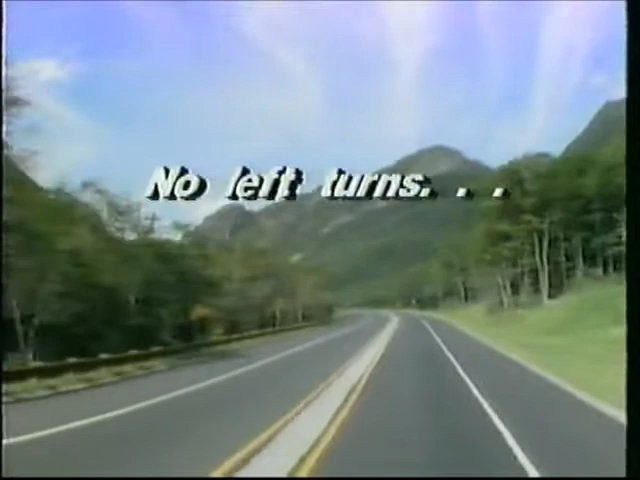 No left turns. . .